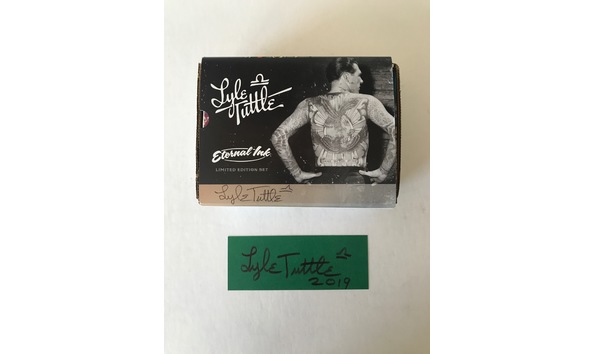 Lyle
Tuttle
Eternal Ink
LIMITED EDITION SET
Lyle Tuttle
Lyle Tuttle
2019